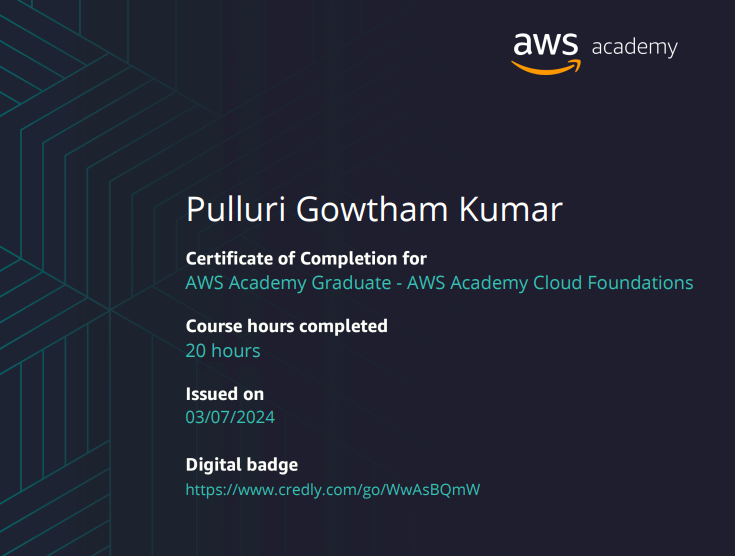 aws academy
Pulluri Gowtham Kumar
Certificate of Completion for
AWS Academy Graduate - AWS Academy Cloud Foundations
Course hours completed
20 hours
Issued on
03/07/2024
Digital badge
https://www.credly.com/go/WwAsBQmW